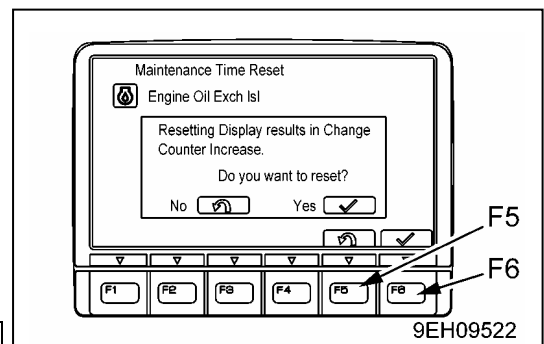 Maintenance Time Reset
Engine Oil Exch Isl
Resetting Display results in Change
Counter Increase.
Do you want to reset?
No Yes
F5
F6
F1 F2 F3 F4 F5 F6
9EH09522